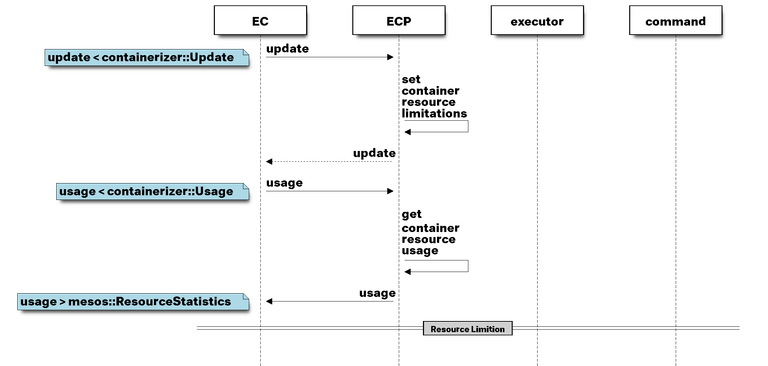 EC
ECP
executor
command
update
update < containerizer::Update
set
container
resource
limitations
update
usage
usage < containerizer::Usage
get
container
resource
usage
usage
usage > mesos::ResourceStatistics
Resource Limition